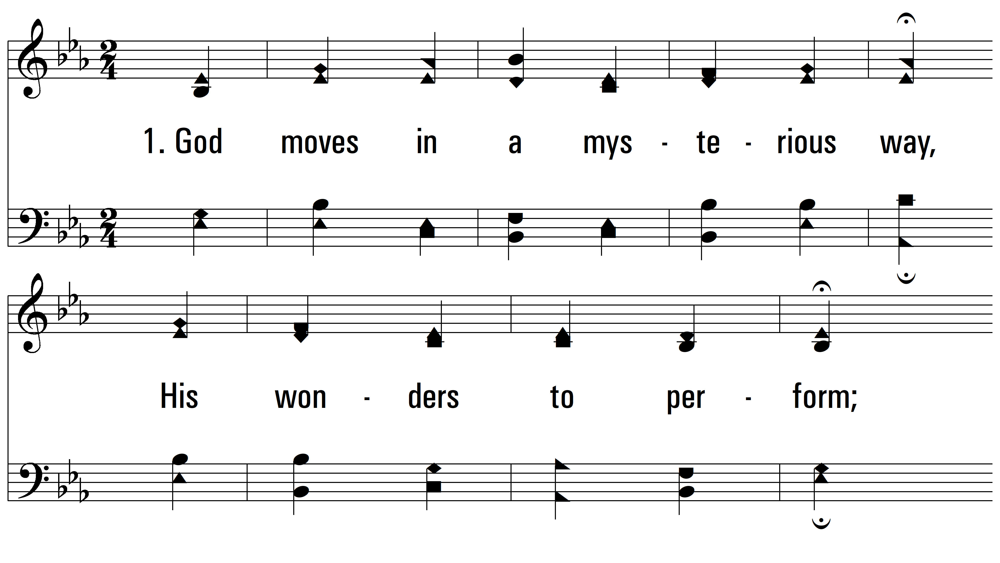 1. God moves in a mys - te - rious way,
His won - ders to per - form;